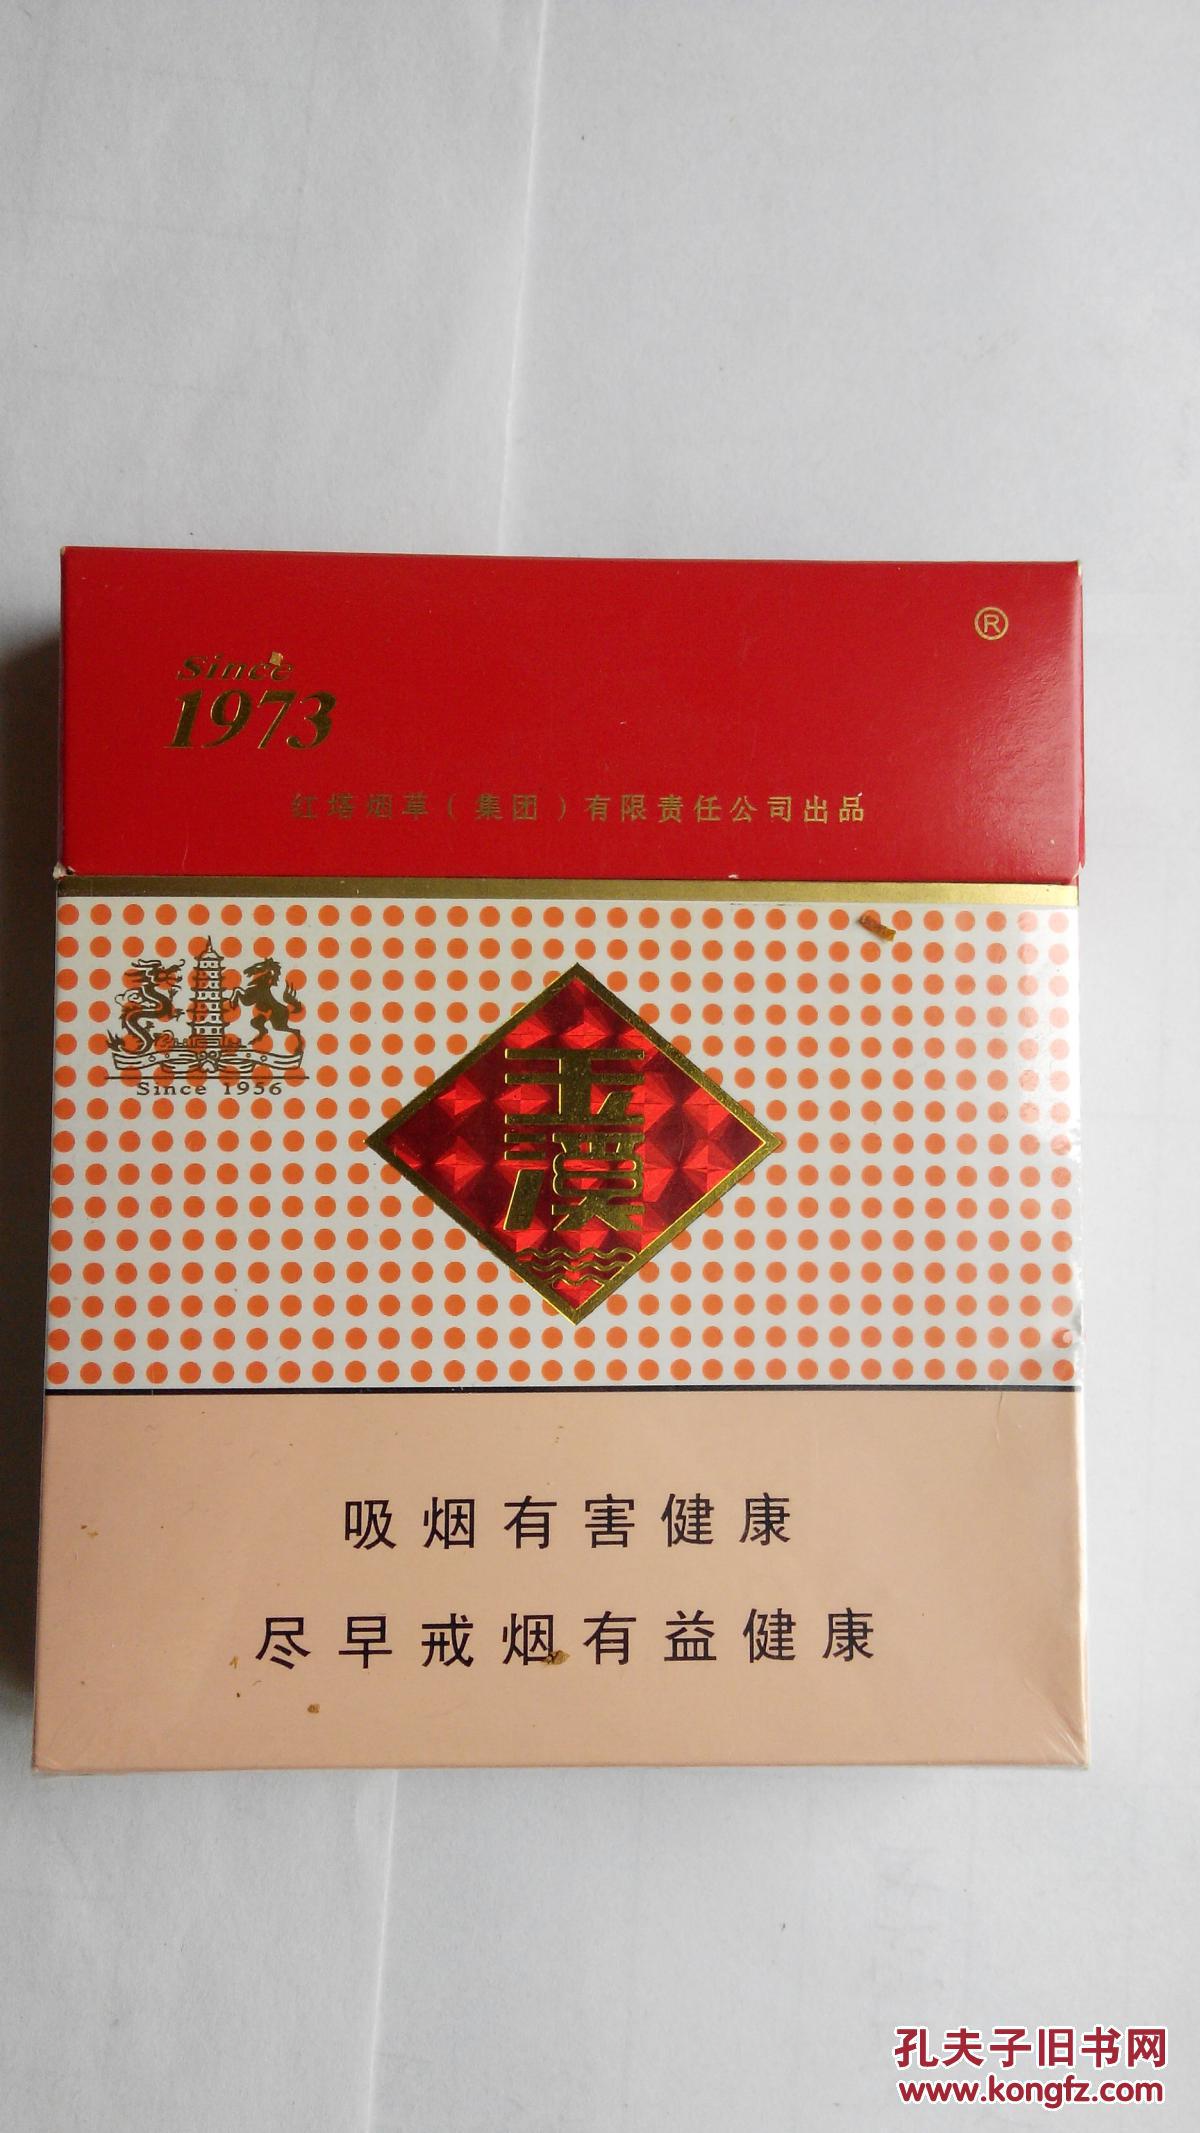 Since
1973
®
红塔烟草（集团）有限责任公司出品
Since 1956
玉
溪
吸烟有害健康
尽早戒烟有益健康
孔夫子旧书网
www.kongfz.com